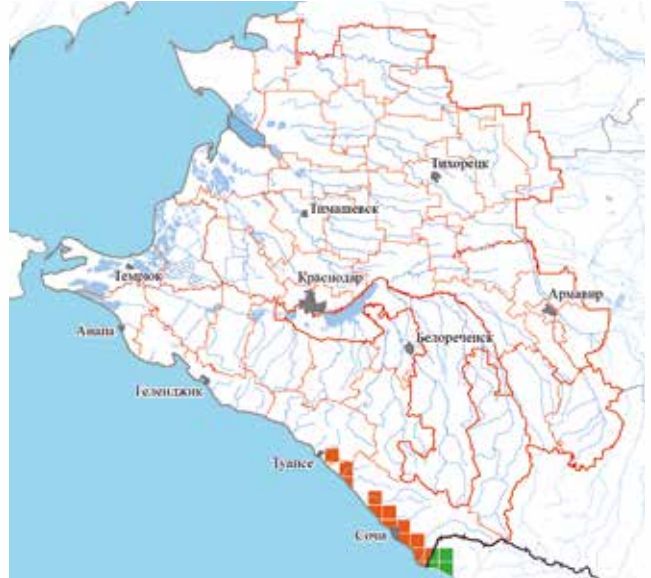 Тихорецк
Тимашевск
Темрюк
Краснодар
Армавир
Анапа
Белореченск
Геленджик
Туапсе
Сочи